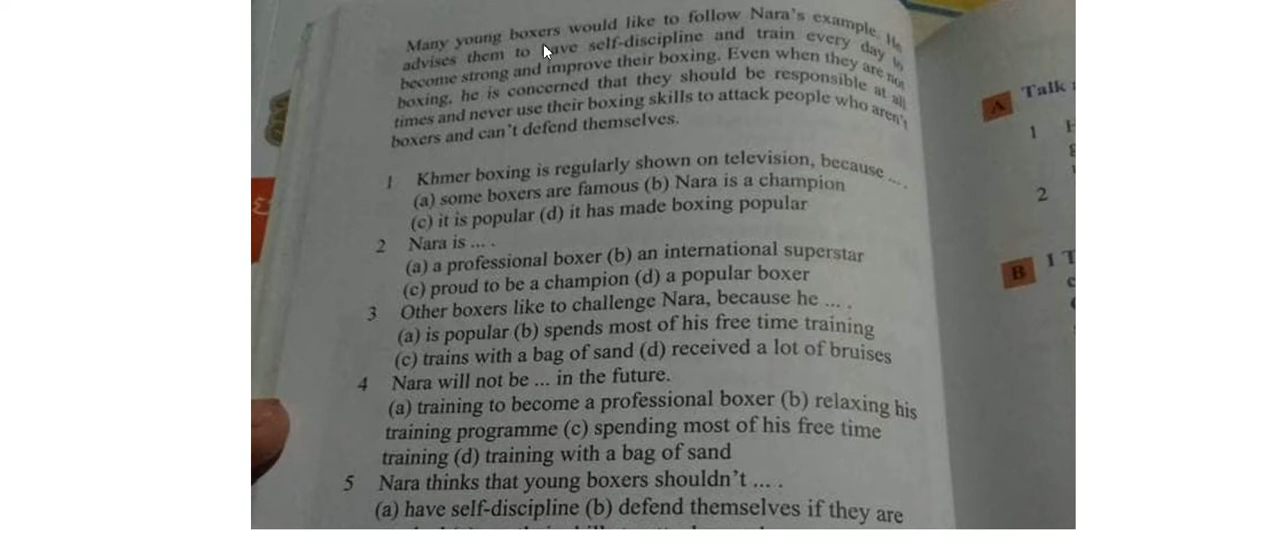 Many young boxers would like to follow Nara's example. He
advises them to have self-discipline and train every day to
become strong and improve their boxing. Even when they are not
boxing, he is concerned that they should be responsible at all
times and never use their boxing skills to attack people who aren't
boxers and can't defend themselves.
1 Khmer boxing is regularly shown on television, because ... .
(a) some boxers are famous (b) Nara is a champion
(c) it is popular (d) it has made boxing popular
2 Nara is ... .
(a) a professional boxer (b) an international superstar
(c) proud to be a champion (d) a popular boxer
3 Other boxers like to challenge Nara, because he ... .
(a) is popular (b) spends most of his free time training
(c) trains with a bag of sand (d) received a lot of bruises
4 Nara will not be ... in the future.
(a) training to become a professional boxer (b) relaxing his
training programme (c) spending most of his free time
training (d) training with a bag of sand
5 Nara thinks that young boxers shouldn't ... .
(a) have self-discipline (b) defend themselves if they are
A Talk
1
2
B 1 T